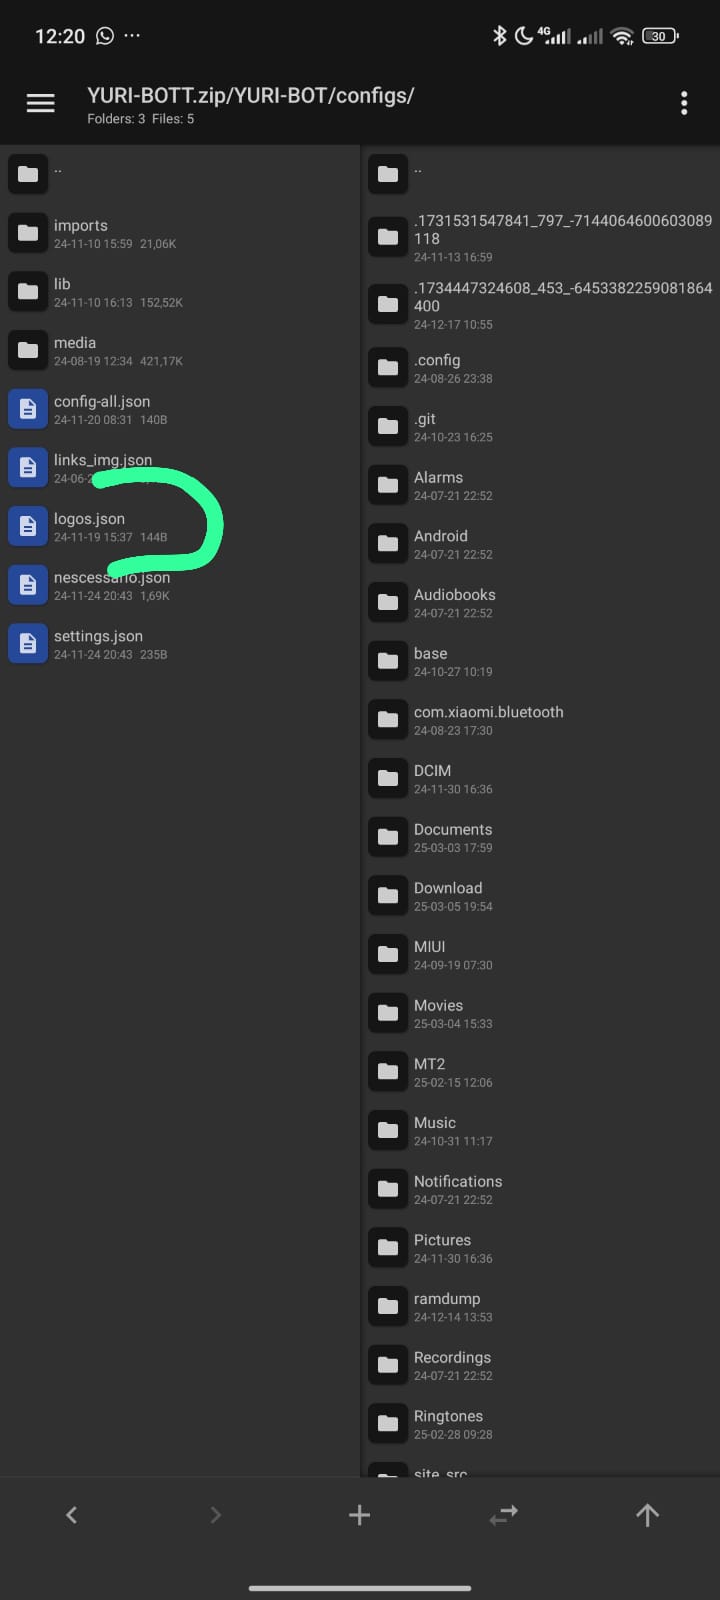 12:20
4G
30
YURI-BOTT.zip/YURI-BOT/configs/
Folders: 3 Files: 5
..
imports
24-11-10 15:59 21,06K
lib
24-11-10 16:13 152,52K
media
24-08-19 12:34 421,17K
config-all.json
24-11-20 08:31 140B
links_img.json
24-06-2
logos.json
24-11-19 15:37 144B
nescessario.json
24-11-24 20:43 1,69K
settings.json
24-11-24 20:43 235B
..
.1731531547841_797_-7144064600603089
118
24-11-13 16:59
.1734447324608_453_-6453382259081864
400
24-12-17 10:55
.config
24-08-26 23:38
.git
24-10-23 16:25
Alarms
24-07-21 22:52
Android
24-07-21 22:52
Audiobooks
24-07-21 22:52
base
24-10-27 10:19
com.xiaomi.bluetooth
24-08-23 17:30
DCIM
24-11-30 16:36
Documents
25-03-03 17:59
Download
25-03-05 19:54
MIUI
24-09-19 07:30
Movies
25-03-04 15:33
MT2
25-02-15 12:06
Music
24-10-31 11:17
Notifications
24-07-21 22:52
Pictures
24-11-30 16:36
ramdump
24-12-14 13:53
Recordings
24-07-21 22:52
Ringtones
25-02-28 09:28
site_src